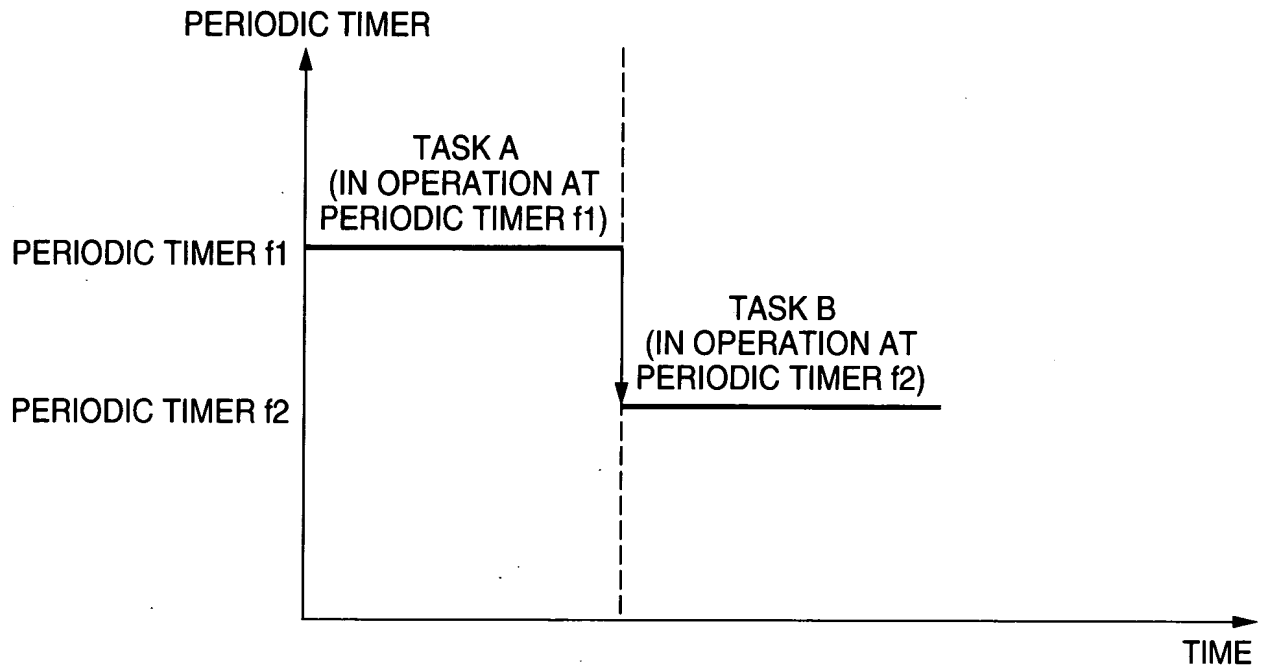 PERIODIC TIMER
TASK A
(IN OPERATION AT
PERIODIC TIMER f1)
PERIODIC TIMER f1
TASK B
(IN OPERATION AT
PERIODIC TIMER f2)
PERIODIC TIMER f2
TIME